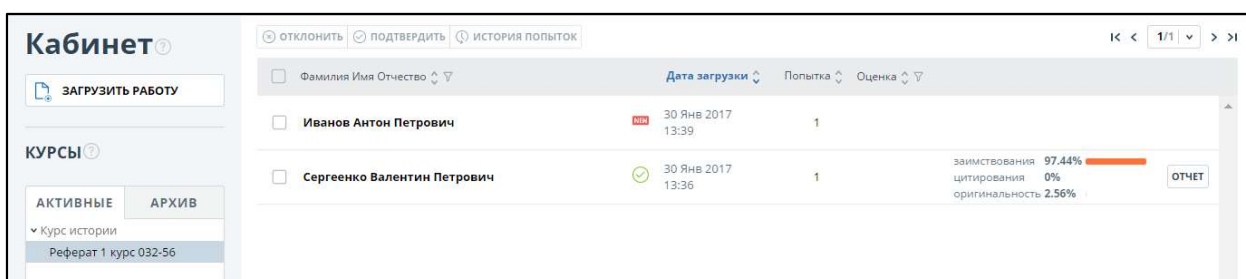 Кабинет
ЗАГРУЗИТЬ РАБОТУ
КУРСЫ
АКТИВНЫЕ АРХИВ
Курс истории
Реферат 1 курс 032-56
ОТКЛОНИТЬ ПОДТВЕРДИТЬ ИСТОРИЯ ПОПЫТОК
1/1
Фамилия Имя Отчество Дата загрузки Попытка Оценка
Иванов Антон Петрович 30 Янв 2017 1
13:39
Сергеенко Валентин Петрович 30 Янв 2017 1
13:36
заимствования 97.44%
цитирования 0%
оригинальность 2.56%
ОТЧЕТ